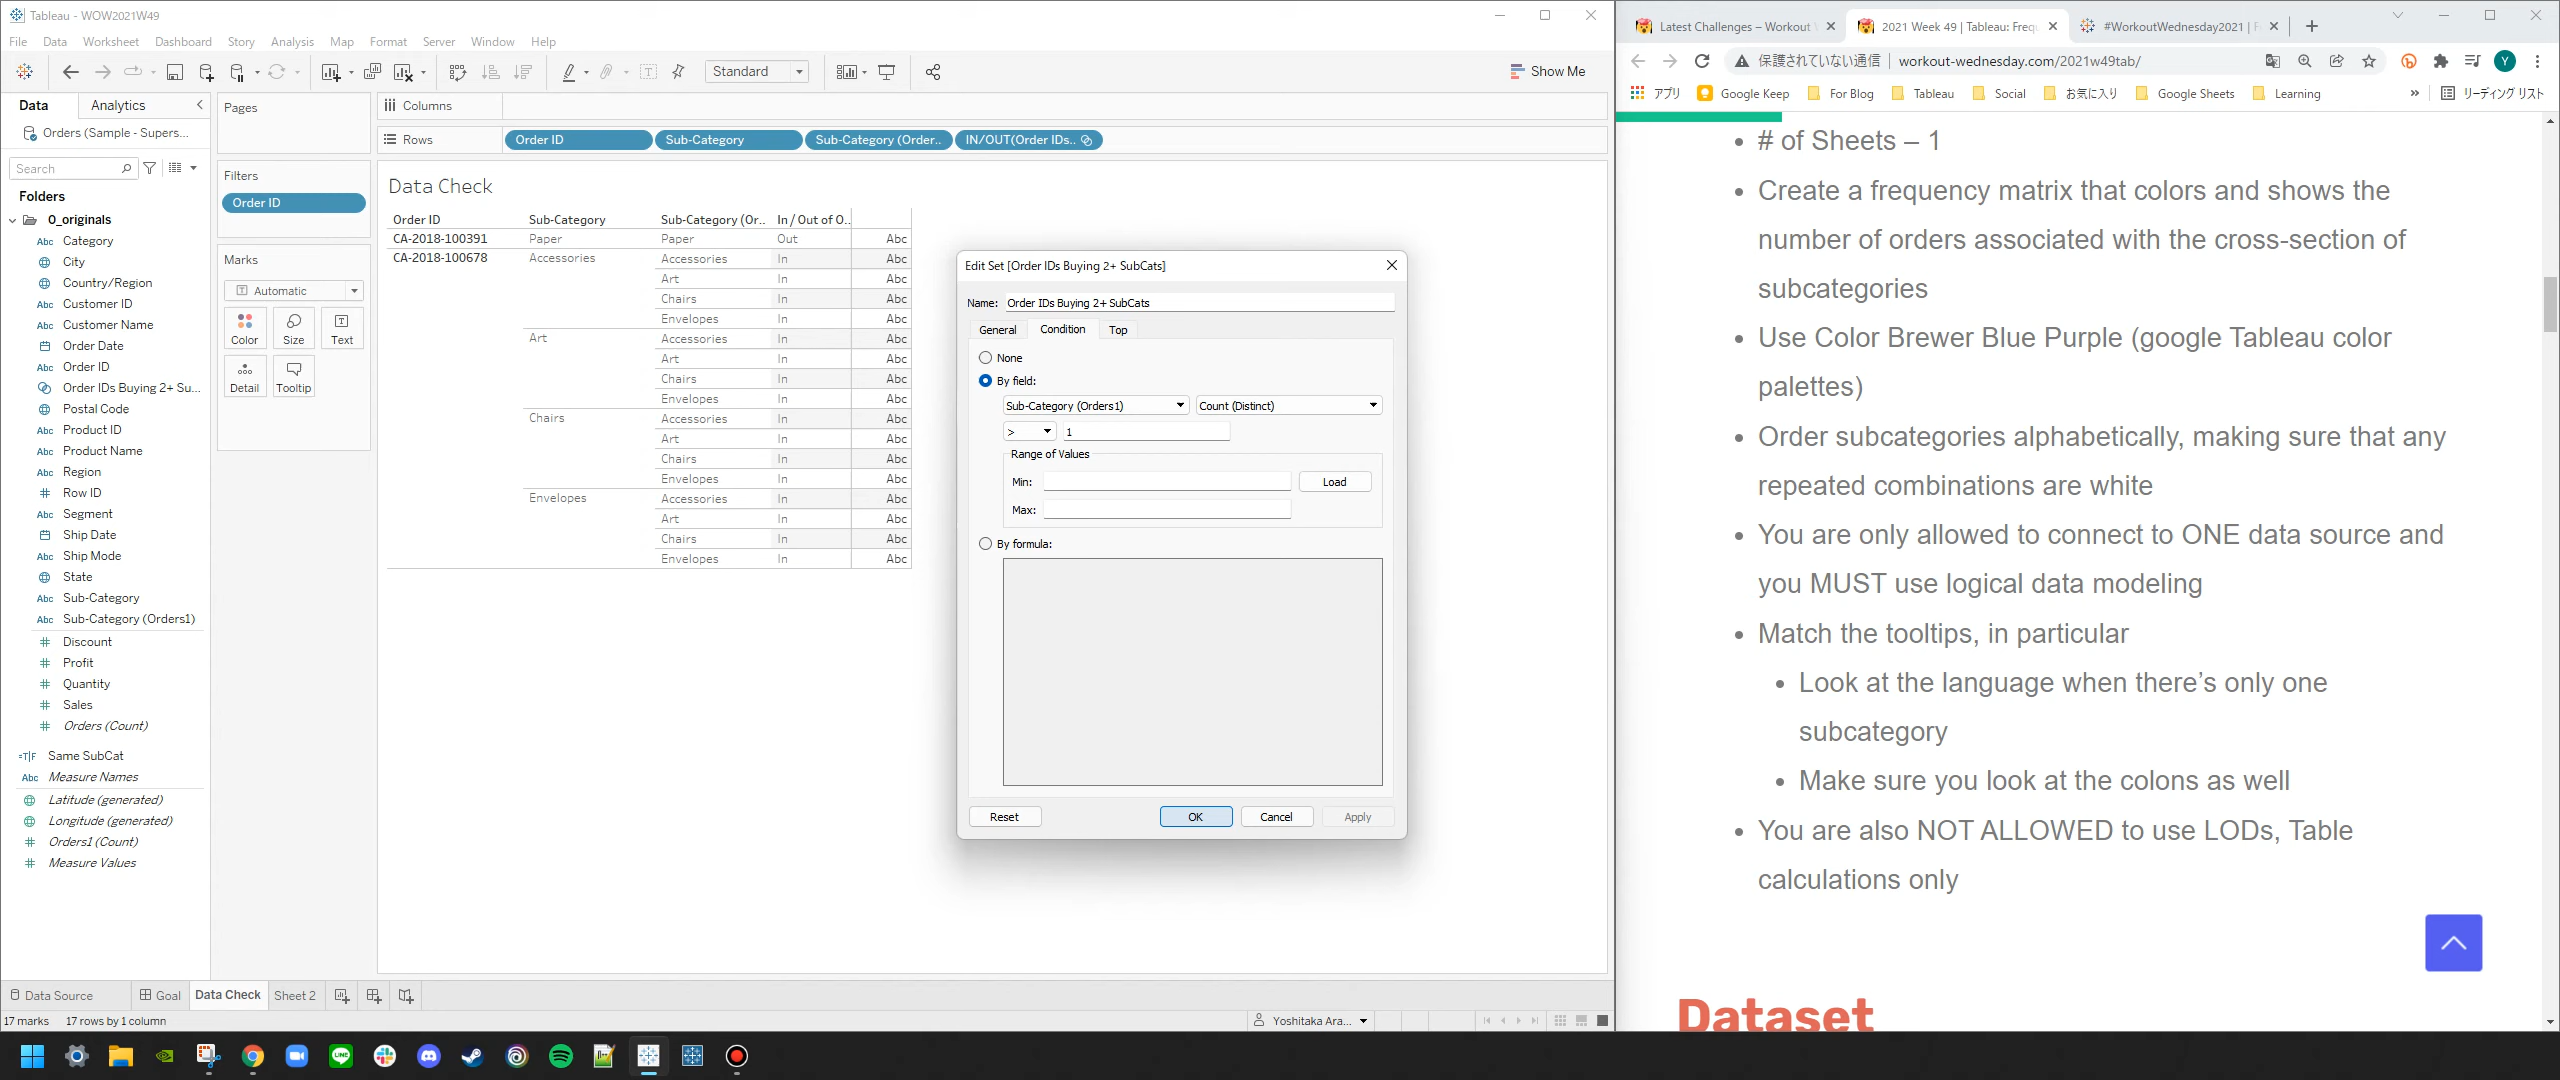 Tableau - WOW2021W49
File Data Worksheet Dashboard Story Analysis Map Format Server Window Help
Standard
Show Me
Data Analytics
Orders (Sample - Supers...
Search
Folders
0_originals
Abc Category
City
Country/Region
Abc Customer ID
Abc Customer Name
Order Date
Abc Order ID
Order IDs Buying 2+ Su...
Postal Code
Abc Product ID
Abc Product Name
Abc Region
# Row ID
Abc Segment
Ship Date
Abc Ship Mode
State
Abc Sub-Category
Abc Sub-Category (Orders1)
# Discount
# Profit
# Quantity
# Sales
# Orders (Count)
=T|F Same SubCat
Abc Measure Names
Latitude (generated)
Longitude (generated)
# Orders1 (Count)
# Measure Values
Pages
Filters
Order ID
Marks
Automatic
Color Size Text
Detail Tooltip
Columns
Rows Order ID Sub-Category Sub-Category (Order.. IN/OUT(Order IDs..
Data Check
Order ID Sub-Category Sub-Category (Or.. In / Out of O..
CA-2018-100391 Paper Paper Out Abc
CA-2018-100678 Accessories Accessories In Abc
Art In Abc
Chairs In Abc
Envelopes In Abc
Art Accessories In Abc
Art In Abc
Chairs In Abc
Envelopes In Abc
Chairs Accessories In Abc
Art In Abc
Chairs In Abc
Envelopes In Abc
Envelopes Accessories In Abc
Art In Abc
Chairs In Abc
Envelopes In Abc
Edit Set [Order IDs Buying 2+ SubCats]
Name: Order IDs Buying 2+ SubCats
General Condition Top
None
By field:
Sub-Category (Orders1) Count (Distinct)
> 1
Range of Values
Min: Load
Max:
By formula:
Reset OK Cancel Apply
Data Source Goal Data Check Sheet 2
17 marks 17 rows by 1 column
Yoshitaka Ara...
Latest Challenges – Workout
2021 Week 49 | Tableau: Freq
#WorkoutWednesday2021 | F
保護されていない通信 | workout-wednesday.com/2021w49tab/
Y
アプリ Google Keep For Blog Tableau Social お気に入り Google Sheets Learning » リーディング リスト
• # of Sheets – 1
• Create a frequency matrix that colors and shows the
number of orders associated with the cross-section of
subcategories
• Use Color Brewer Blue Purple (google Tableau color
palettes)
• Order subcategories alphabetically, making sure that any
repeated combinations are white
• You are only allowed to connect to ONE data source and
you MUST use logical data modeling
• Match the tooltips, in particular
• Look at the language when there’s only one
subcategory
• Make sure you look at the colons as well
• You are also NOT ALLOWED to use LODs, Table
calculations only
Dataset